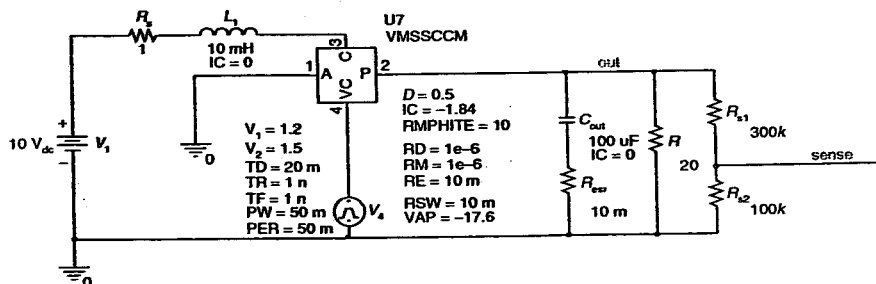 U7
VMSSCCM
Rs
1
L1
10 mH
IC = 0
3
C
1
A
P
2
VC
4
out
0
10 Vdc
V1
+
−
V1 = 1.2
V2 = 1.5
TD = 20 m
TR = 1 n
TF = 1 n
PW = 50 m
PER = 50 m
V4
D = 0.5
IC = −1.84
RMPHITE = 10
RD = 1e−6
RM = 1e−6
RE = 10 m
RSW = 10 m
VAP = −17.6
Cout
100 uF
IC = 0
Resr
10 m
R
20
Rs1
300k
sense
Rs2
100k
0